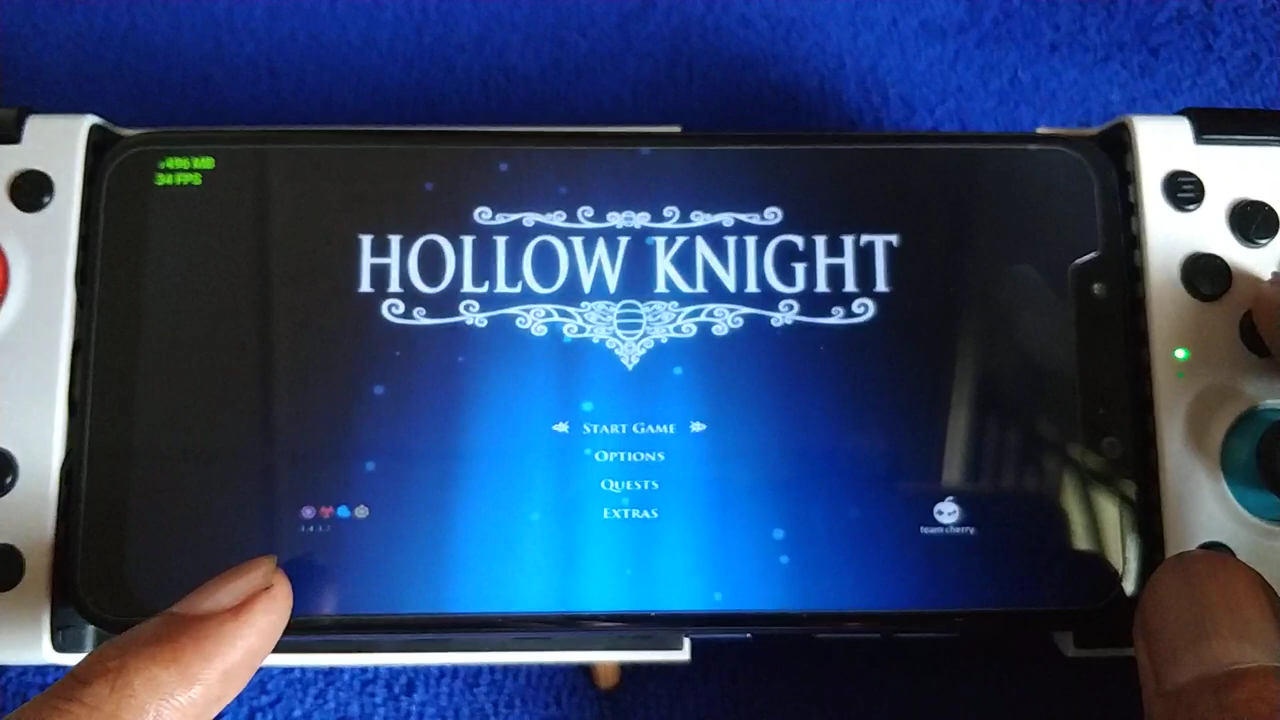 34 FPS
HOLLOW KNIGHT
START GAME
OPTIONS
QUESTS
EXTRAS
team cherry